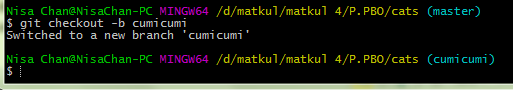 Nisa Chan@NisaChan-PC MINGW64 /d/matkul/matkul 4/P.PBO/cats (master)
$ git checkout -b cumicumi
Switched to a new branch 'cumicumi'
Nisa Chan@NisaChan-PC MINGW64 /d/matkul/matkul 4/P.PBO/cats (cumicumi)
$